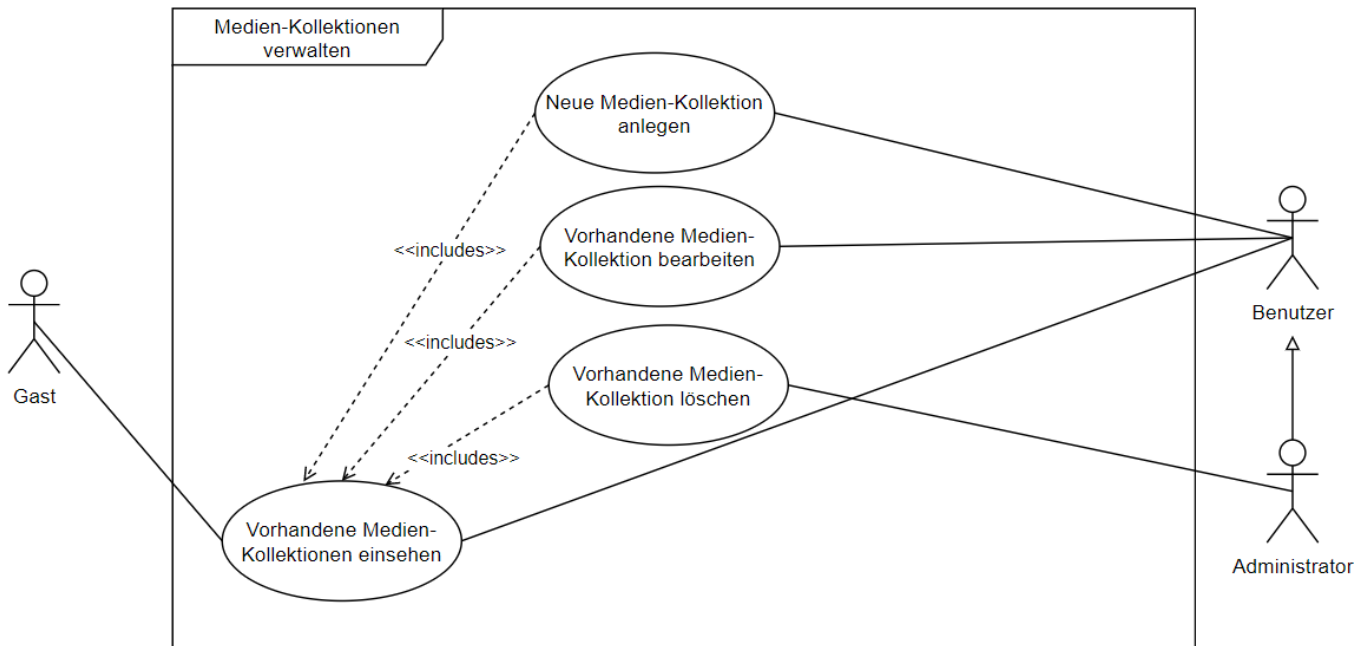 Medien-Kollektionen
verwalten
Neue Medien-Kollektion
anlegen
<<includes>>
Vorhandene Medien-
Kollektion bearbeiten
Benutzer
<<includes>>
Vorhandene Medien-
Kollektion löschen
Gast
<<includes>>
Vorhandene Medien-
Kollektionen einsehen
Administrator